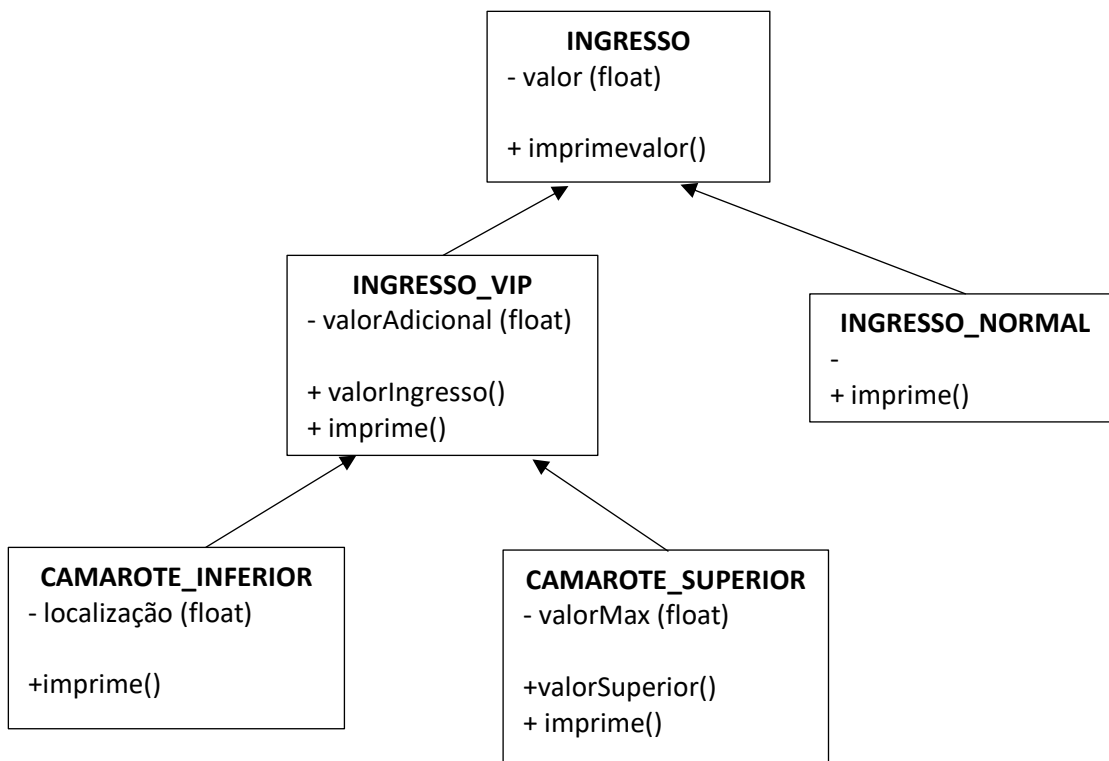 INGRESSO
- valor (float)
+ imprimevalor()
INGRESSO_VIP
- valorAdicional (float)
+ valorIngresso()
+ imprime()
INGRESSO_NORMAL
-
+ imprime()
CAMAROTE_INFERIOR
- localização (float)
+imprime()
CAMAROTE_SUPERIOR
- valorMax (float)
+valorSuperior()
+ imprime()